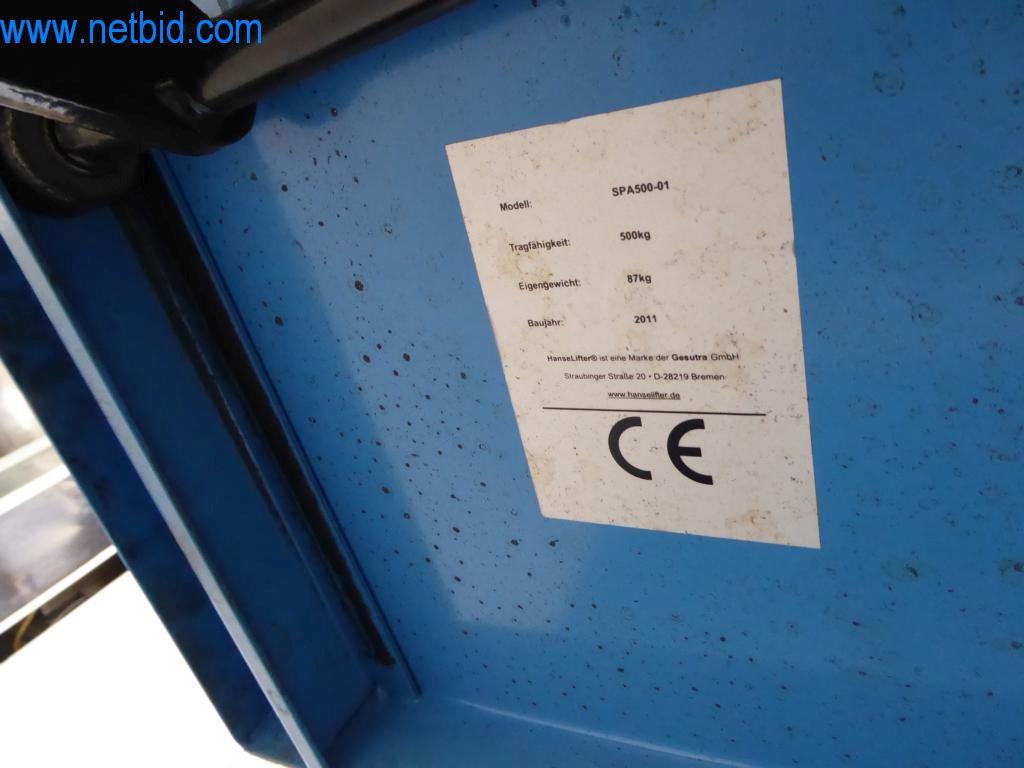 www.netbid.com
Modell: SPA500-01
Tragfähigkeit: 500kg
Eigengewicht: 87kg
Baujahr: 2011
HanseLifter® ist eine Marke der Gesutra GmbH
Straubinger Straße 20 • D-28219 Bremen
www.hanselifter.de
CE